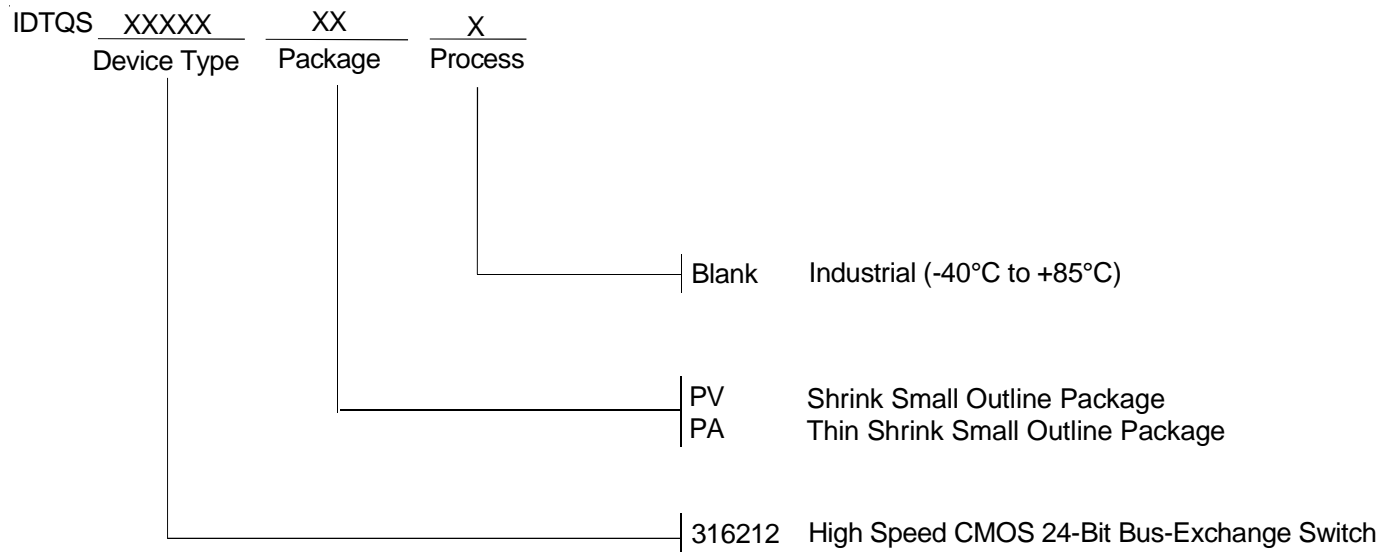 IDTQS XXXXX XX X
Device Type Package Process
Blank Industrial (-40°C to +85°C)
PV Shrink Small Outline Package
PA Thin Shrink Small Outline Package
316212 High Speed CMOS 24-Bit Bus-Exchange Switch